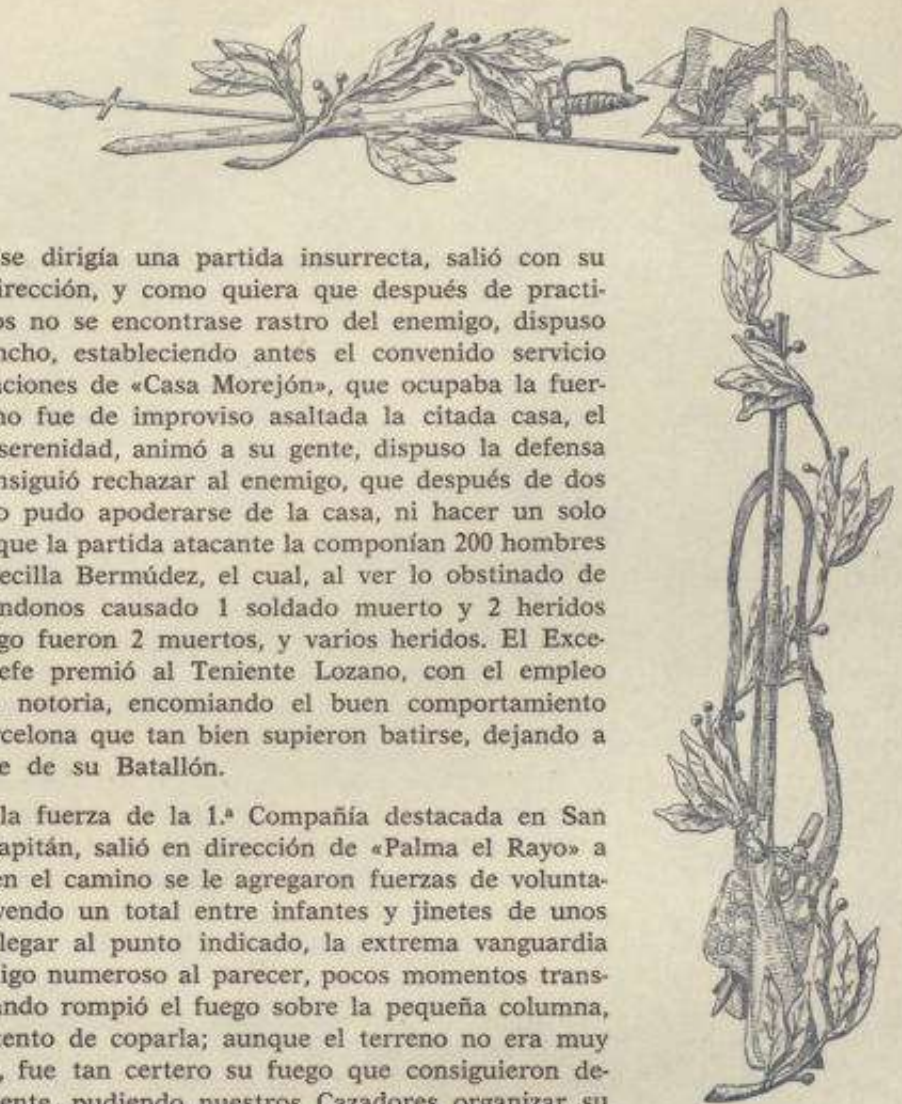 se dirigía una partida insurrecta, salió con su
irección, y como quiera que después de practi-
os no se encontrase rastro del enemigo, dispuso
ncho, estableciendo antes el convenido servicio
aciones de «Casa Morejón», que ocupaba la fuer-
no fue de improviso asaltada la citada casa, el
serenidad, animó a su gente, dispuso la defensa
nsiguió rechazar al enemigo, que después de dos
o pudo apoderarse de la casa, ni hacer un solo
que la partida atacante la componían 200 hombres
ecilla Bermúdez, el cual, al ver lo obstinado de
ndonos causado 1 soldado muerto y 2 heridos
go fueron 2 muertos, y varios heridos. El Exce-
efe premió al Teniente Lozano, con el empleo
notoria, encomiando el buen comportamiento
rcelona que tan bien supieron batirse, dejando a
e de su Batallón.
la fuerza de la 1.ª Compañía destacada en San
apitán, salió en dirección de «Palma el Rayo» a
en el camino se le agregaron fuerzas de volunta-
yendo un total entre infantes y jinetes de unos
legar al punto indicado, la extrema vanguardia
igo numeroso al parecer, pocos momentos trans-
ando rompió el fuego sobre la pequeña columna,
tento de coparla; aunque el terreno no era muy
, fue tan certero su fuego que consiguieron de-
ente, pudiendo nuestros Cazadores organizar su